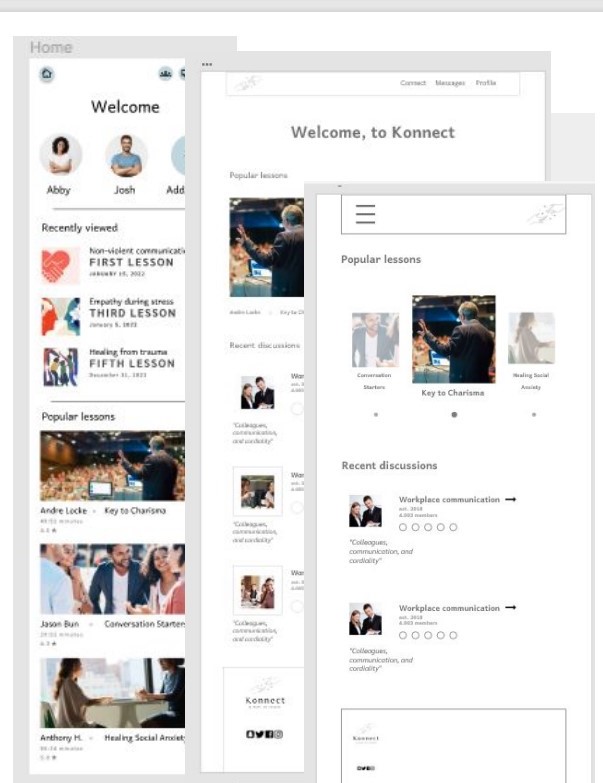 Home
Welcome
Abby
Josh
Add
Recently viewed
Non-violent communicati
FIRST LESSON
JANUARY 15, 2022
Empathy during stress
THIRD LESSON
January 5, 2022
Healing from trauma
FIFTH LESSON
December 31, 2021
Popular lessons
Andre Locke Key to Charisma
minutes
Jason Bun Conversation Starters
minutes
Anthony H. Healing Social Anxiety
minutes
Connect Messages Profile
Welcome, to Konnect
Popular lessons
Andre Locke Key to Ch
Recent discussions
Wor
"Colleagues,
communication,
and cordiality"
Wor
"Colleagues,
communication,
and cordiality"
Wor
"Colleagues,
communication,
and cordiality"
Konnect
Popular lessons
Conversation
Starters
Key to Charisma
Healing Social
Anxiety
Recent discussions
Workplace communication
est. 2018
4,003 members
"Colleagues,
communication, and
cordiality"
Workplace communication
est. 2018
4,003 members
"Colleagues,
communication, and
cordiality"
Konnect